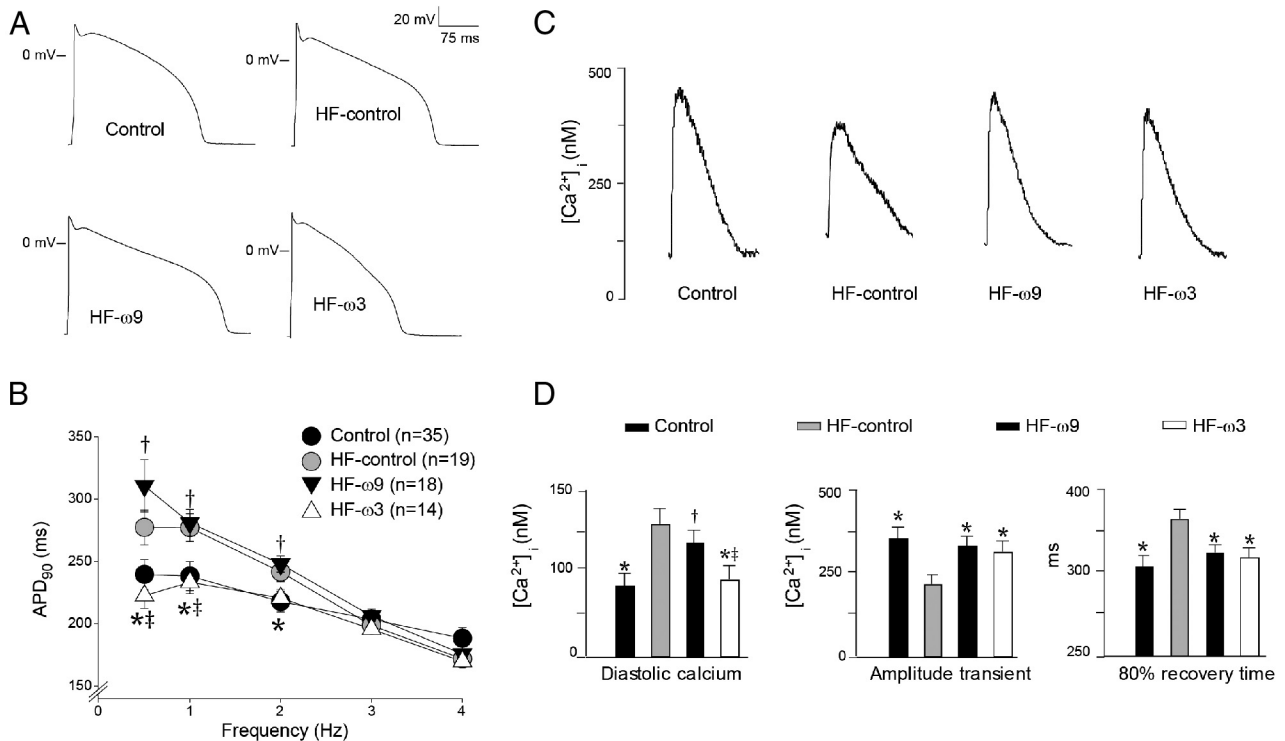 A
20 mV
75 ms
0 mV
0 mV
Control
HF-control
0 mV
0 mV
HF-ω9
HF-ω3
B
350
300
250
200
150
APD90 (ms)
†
†
†
*‡
*‡
*
Control (n=35)
HF-control (n=19)
HF-ω9 (n=18)
HF-ω3 (n=14)
0
1
2
3
4
Frequency (Hz)
C
500
250
0
[Ca2+]i (nM)
Control
HF-control
HF-ω9
HF-ω3
D
Control
HF-control
HF-ω9
HF-ω3
150
100
0
[Ca2+]i (nM)
*
†
*‡
Diastolic calcium
500
250
0
[Ca2+]i (nM)
*
*
*
Amplitude transient
400
300
250
ms
*
*
*
80% recovery time